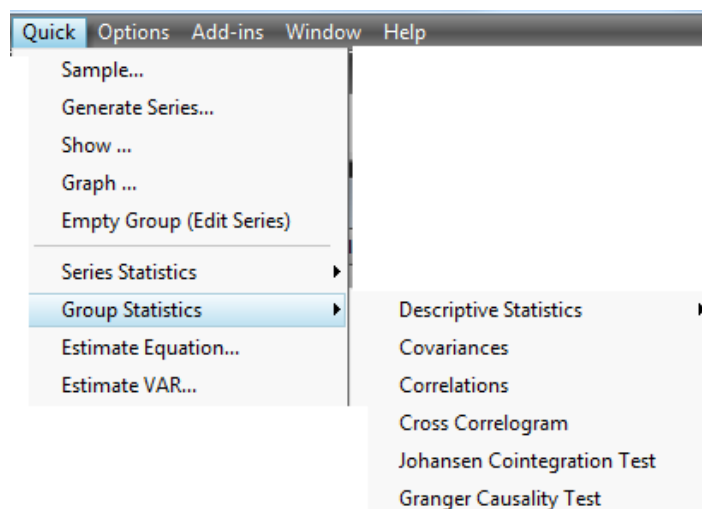 Quick Options Add-ins Window Help
Sample...
Generate Series...
Show ...
Graph ...
Empty Group (Edit Series)
Series Statistics
Group Statistics
Estimate Equation...
Estimate VAR...
Descriptive Statistics
Covariances
Correlations
Cross Correlogram
Johansen Cointegration Test
Granger Causality Test